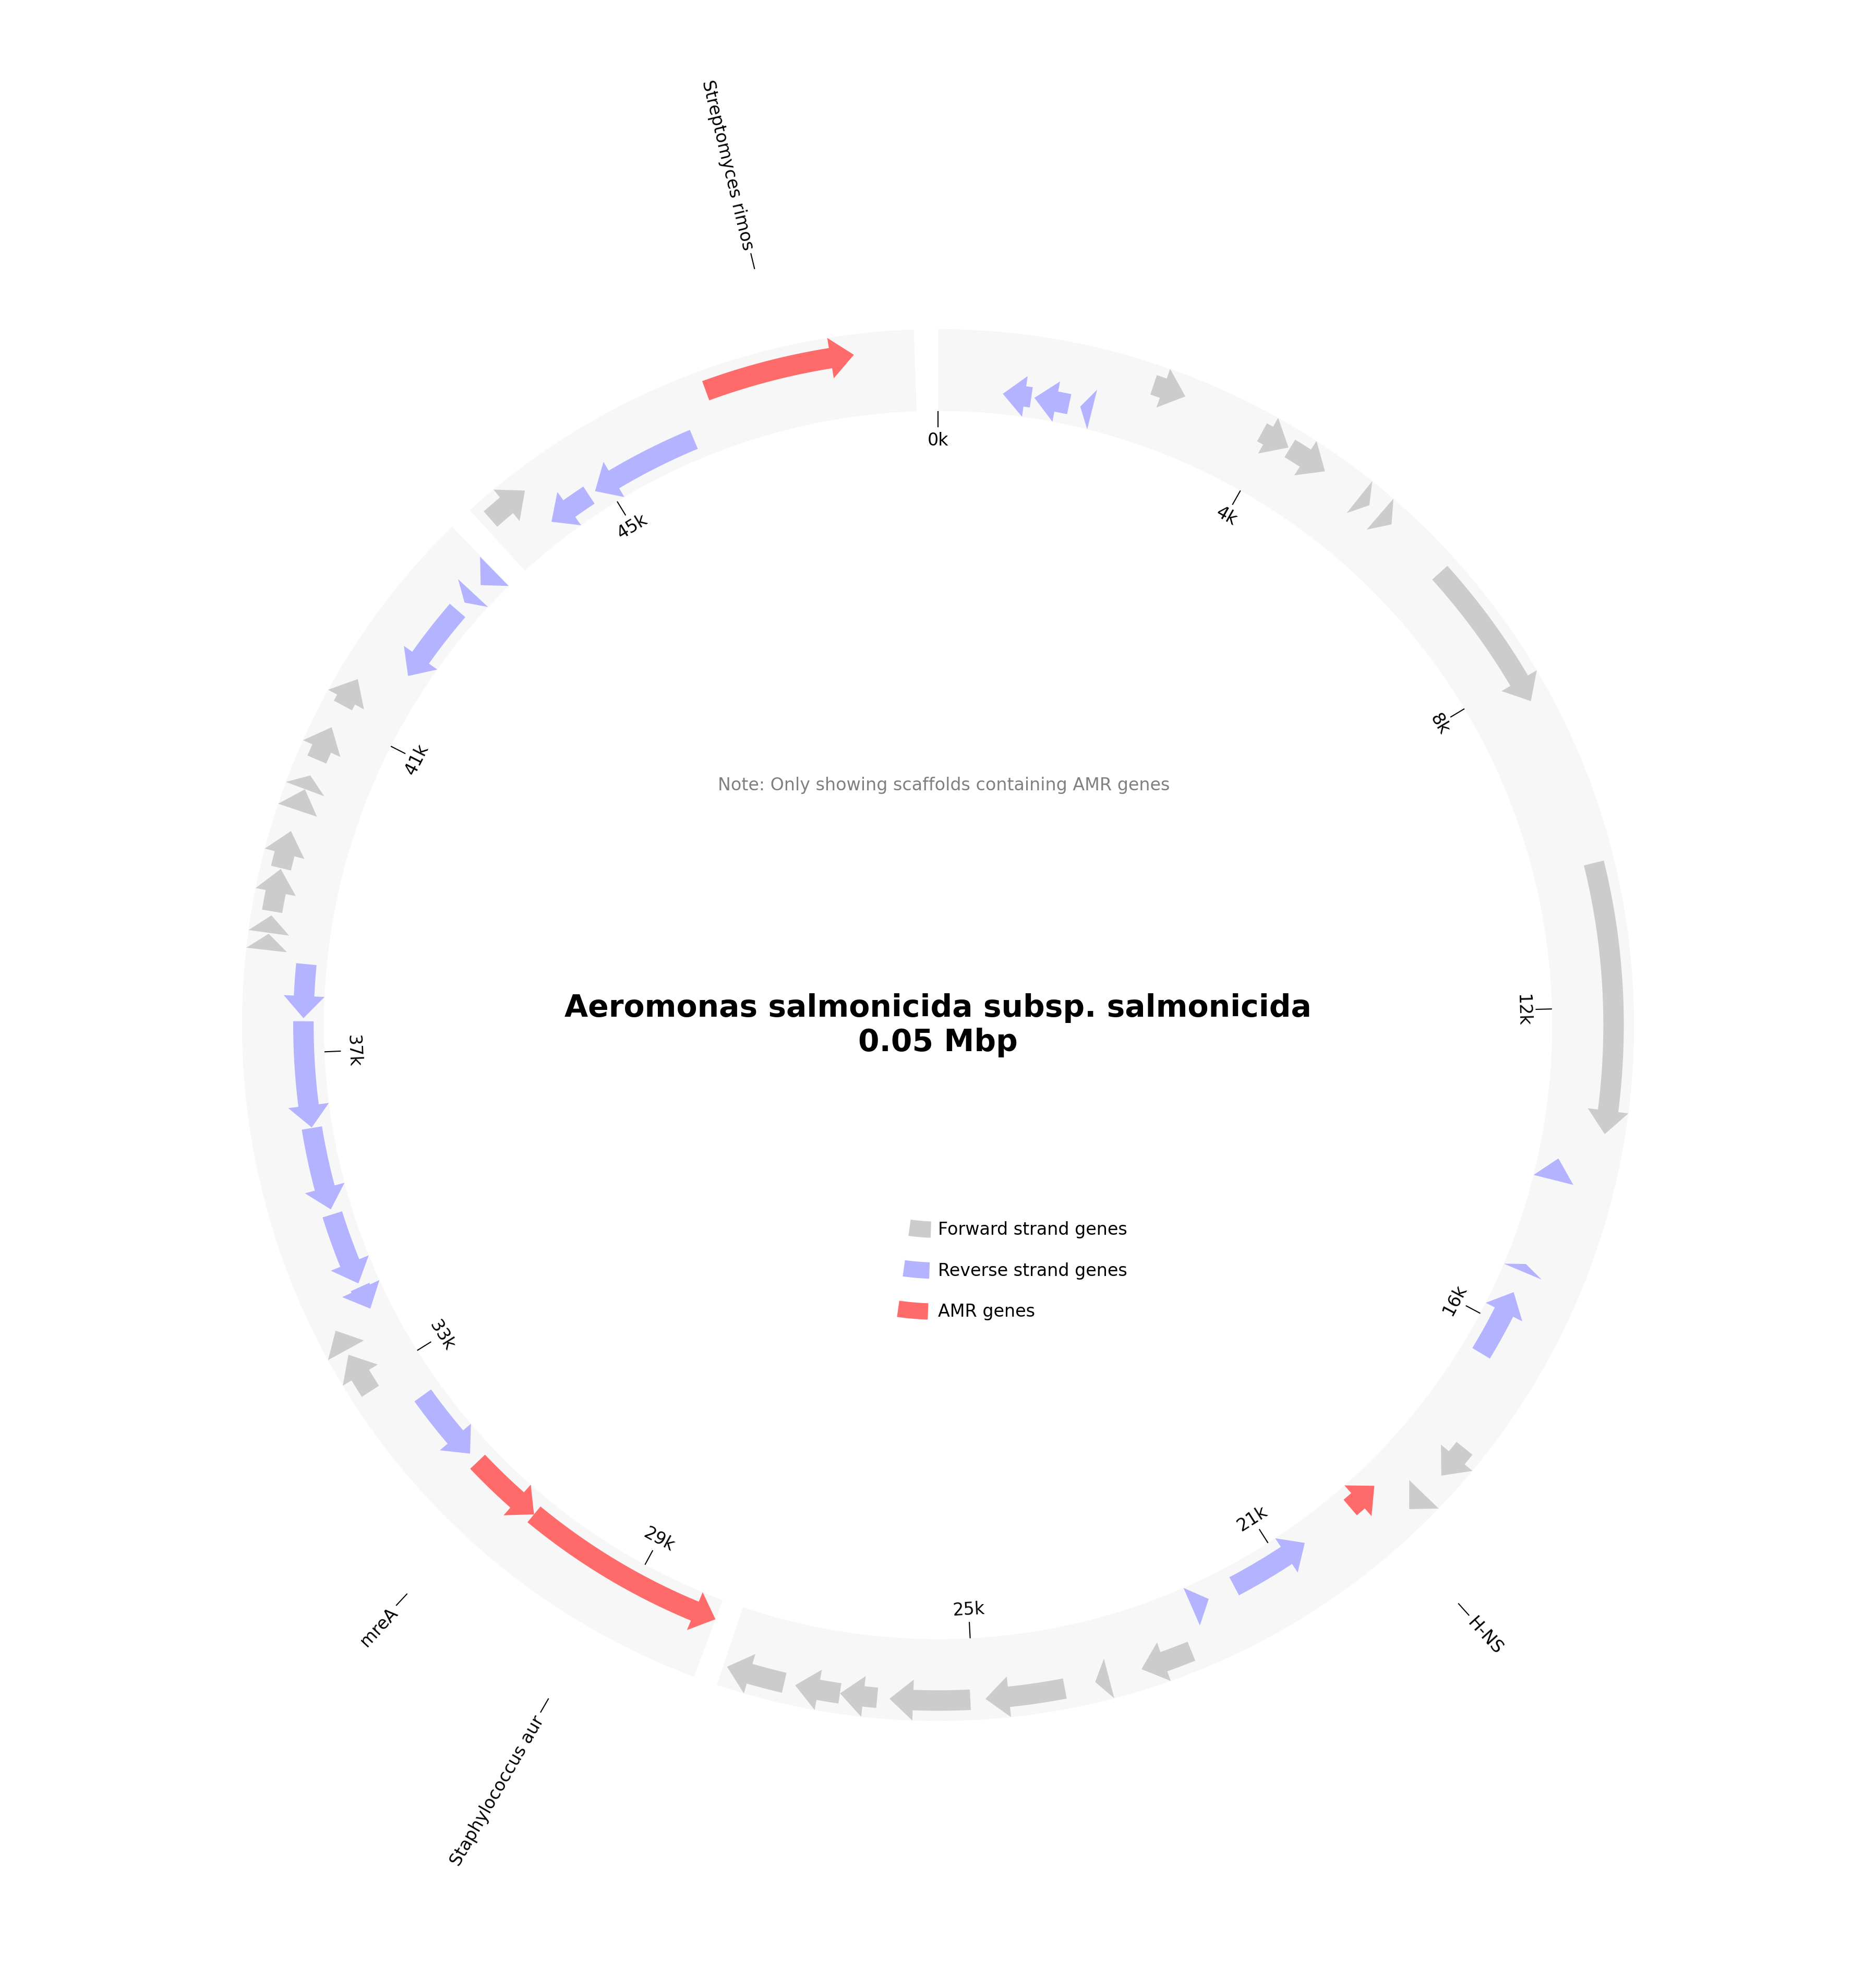 Streptomyces rimos
0k
4k
8k
12k
16k
21k
25k
29k
33k
37k
41k
45k
H-NS
Staphylococcus aur
mreA
Note: Only showing scaffolds containing AMR genes
Aeromonas salmonicida subsp. salmonicida
0.05 Mbp
Forward strand genes
Reverse strand genes
AMR genes